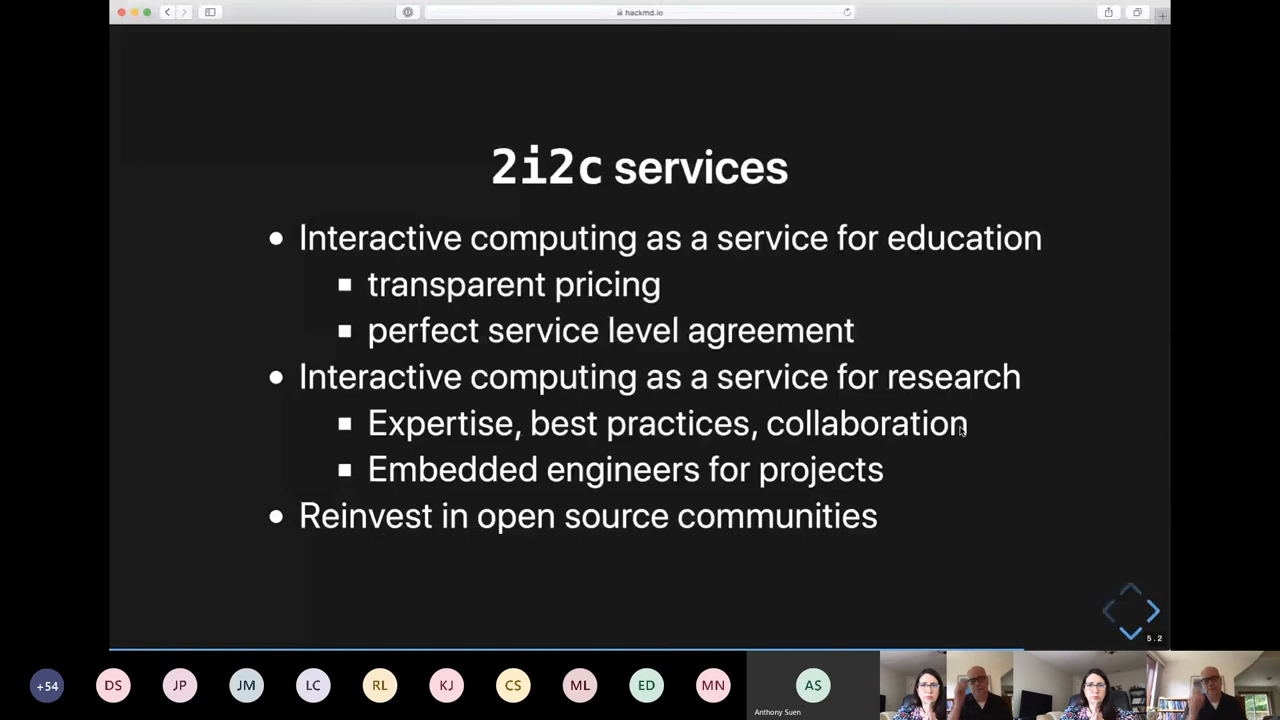 hackmd.io
2i2c services
Interactive computing as a service for education
transparent pricing
perfect service level agreement
Interactive computing as a service for research
Expertise, best practices, collaboration
Embedded engineers for projects
Reinvest in open source communities
5.2
+54
DS
JP
JM
LC
RL
KJ
CS
ML
ED
MN
AS
Anthony Suen